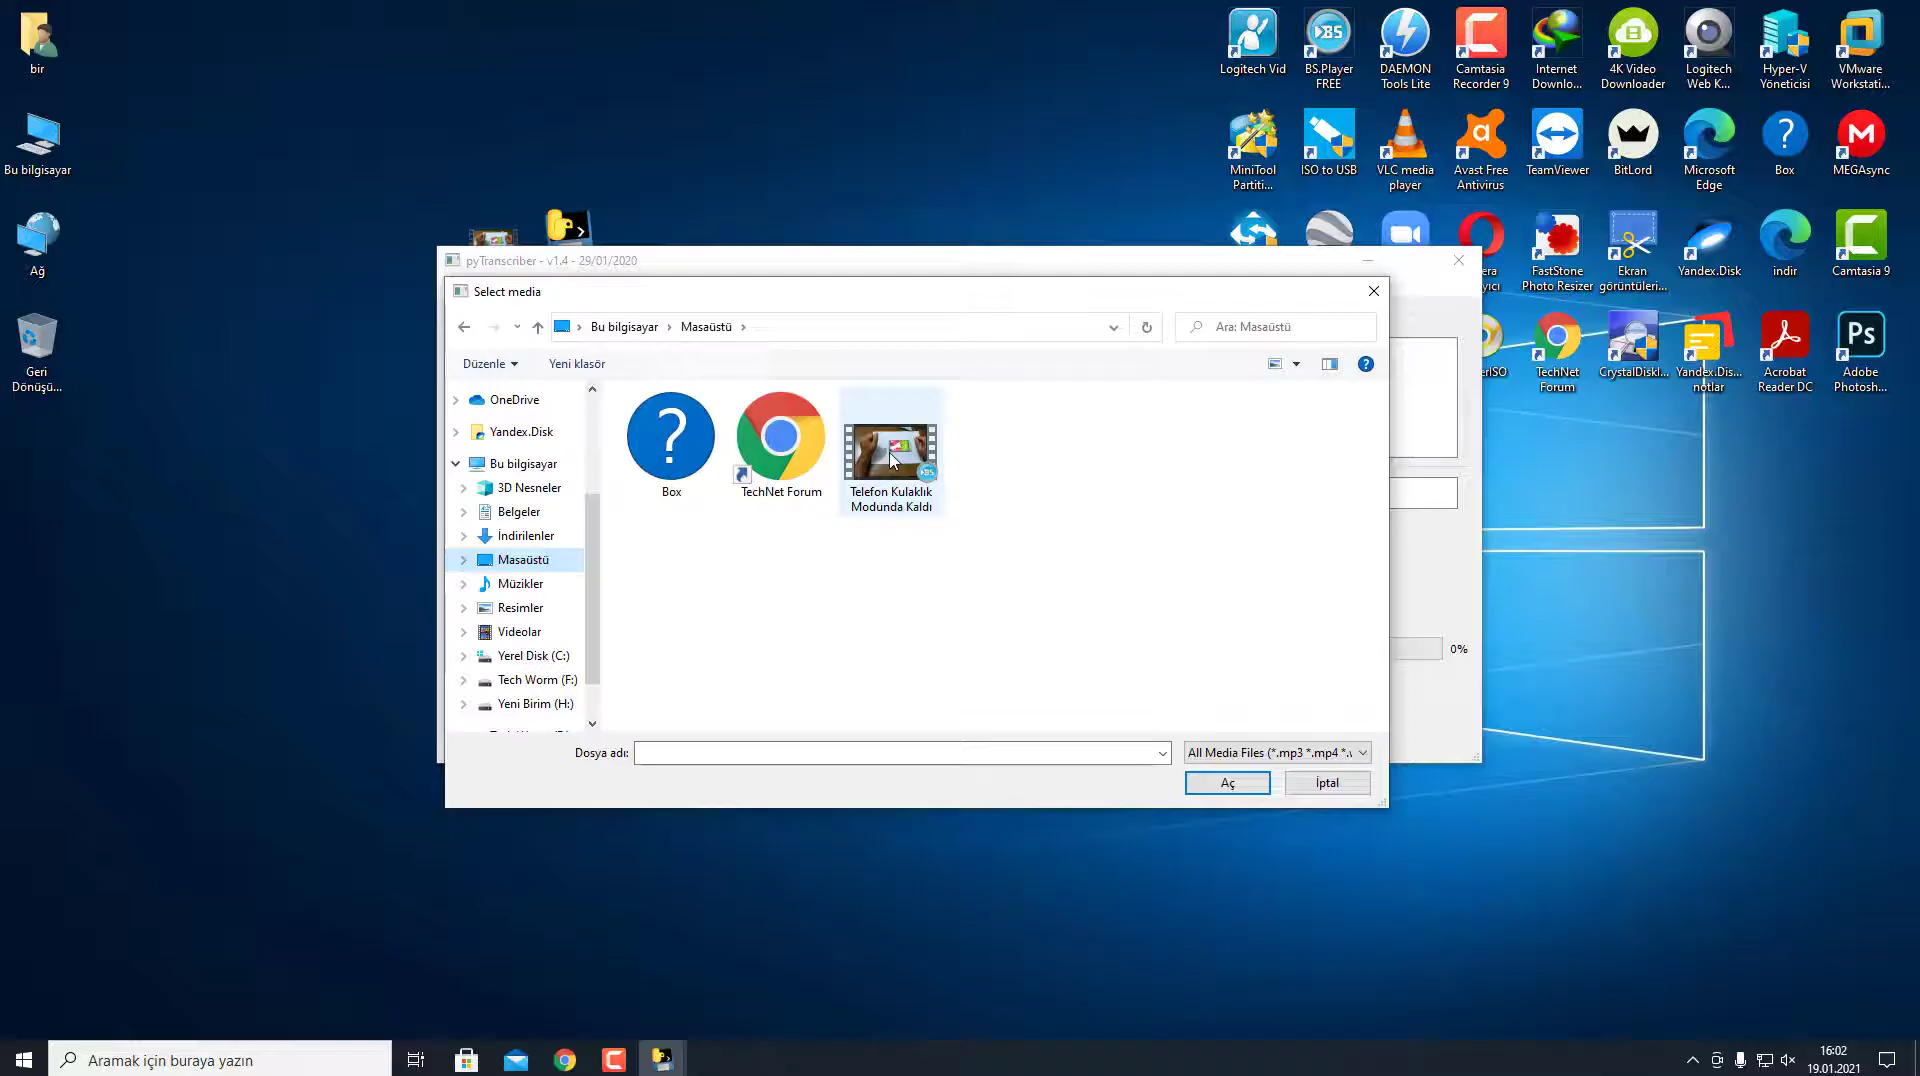 bir
Bu bilgisayar
Ağ
Geri
Dönüşü...
Logitech Vid
BS.Player
FREE
DAEMON
Tools Lite
Camtasia
Recorder 9
Internet
Downlo...
4K Video
Downloader
Logitech
Web K...
Hyper-V
Yöneticisi
VMware
Workstati...
MiniTool
Partiti...
ISO to USB
VLC media
player
Avast Free
Antivirus
TeamViewer
BitLord
Microsoft
Edge
Box
MEGAsync
FastStone
Photo Resizer
Ekran
görüntüleri...
Yandex.Disk
indir
Camtasia 9
TechNet
Forum
CrystalDiskI...
Yandex.Dis...
notlar
Acrobat
Reader DC
Ps
Adobe
Photosh...
pyTranscriber - v1.4 - 29/01/2020
Select media
Bu bilgisayar
Masaüstü
Ara: Masaüstü
Düzenle
Yeni klasör
OneDrive
Yandex.Disk
Bu bilgisayar
3D Nesneler
Belgeler
İndirilenler
Masaüstü
Müzikler
Resimler
Videolar
Yerel Disk (C:)
Tech Worm (F:)
Yeni Birim (H:)
Box
TechNet Forum
Telefon Kulaklık
Modunda Kaldı
0%
Dosya adı:
All Media Files (*.mp3 *.mp4 *.
Aç
İptal
Aramak için buraya yazın
16:02
19.01.2021